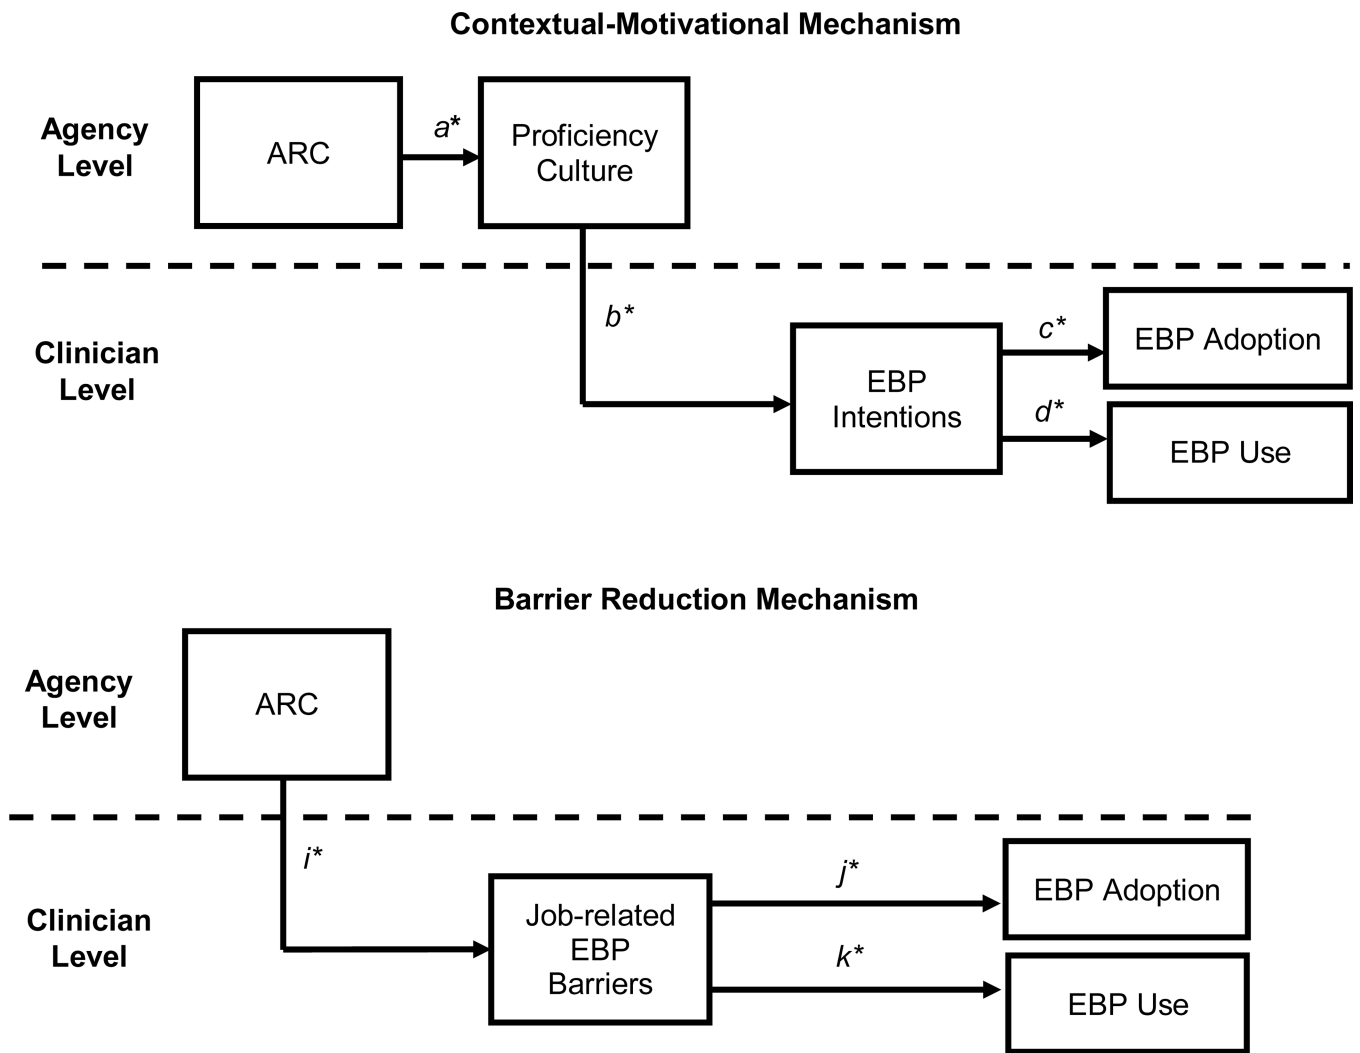 Contextual-Motivational Mechanism
Agency
Level
ARC
a*
Proficiency
Culture
Clinician
Level
b*
EBP
Intentions
c*
EBP Adoption
d*
EBP Use
Barrier Reduction Mechanism
Agency
Level
ARC
Clinician
Level
i*
Job-related
EBP
Barriers
j*
EBP Adoption
k*
EBP Use